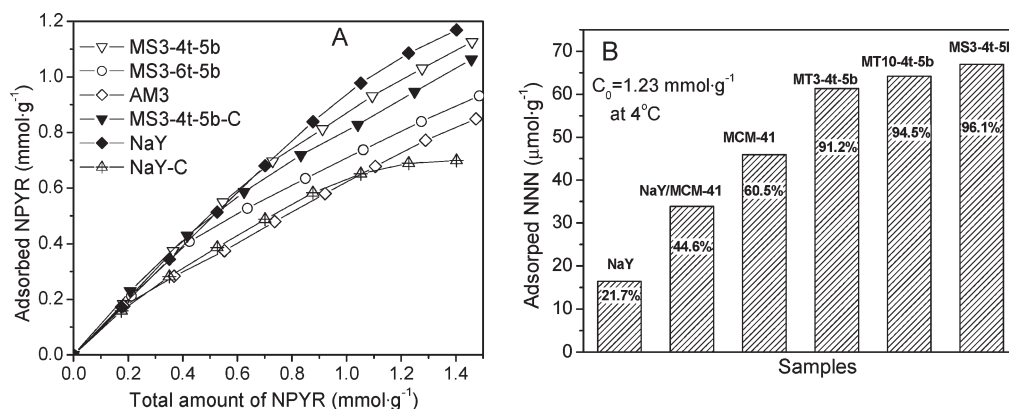 A
MS3-4t-5b
MS3-6t-5b
AM3
MS3-4t-5b-C
NaY
NaY-C
Adsorbed NPYR (mmol·g⁻¹)
1.2
1.0
0.8
0.6
0.4
0.2
0.0
0.0 0.2 0.4 0.6 0.8 1.0 1.2 1.4
Total amount of NPYR (mmol·g⁻¹)
B
C₀=1.23 mmol·g⁻¹
at 4°C
Adsorped NNN (μmol·g⁻¹)
70
60
50
40
30
20
10
0
NaY
21.7%
NaY/MCM-41
44.6%
MCM-41
60.5%
MT3-4t-5b
91.2%
MT10-4t-5b
94.5%
MS3-4t-5b
96.1%
Samples